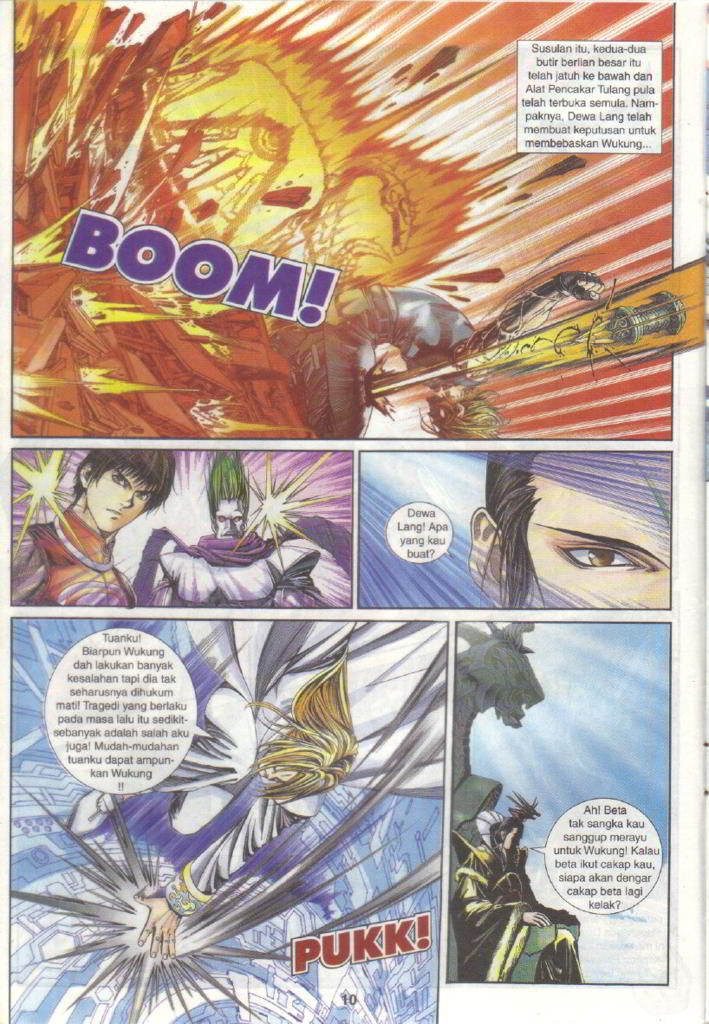 Susulan itu, kedua-dua
butir berlian besar itu
telah jatuh ke bawah dan
Alat Pencakar Tulang pula
telah terbuka semula. Nam-
paknya, Dewa Lang telah
membuat keputusan untuk
membebaskan Wukung...
BOOM!
Dewa
Lang! Apa
yang kau
buat?
Tuanku!
Biarpun Wukung
dah lakukan banyak
kesalahan tapi dia tak
seharusnya dihukum
mati! Tragedi yang berlaku
pada masa lalu itu sedikit-
sebanyak adalah salah aku
juga! Mudah-mudahan
tuanku dapat ampun-
kan Wukung
!!
Ah! Beta
tak sangka kau
sanggup merayu
untuk Wukung! Kalau
beta ikut cakap kau,
siapa akan dengar
cakap beta lagi
kelak?
PUKK!
10